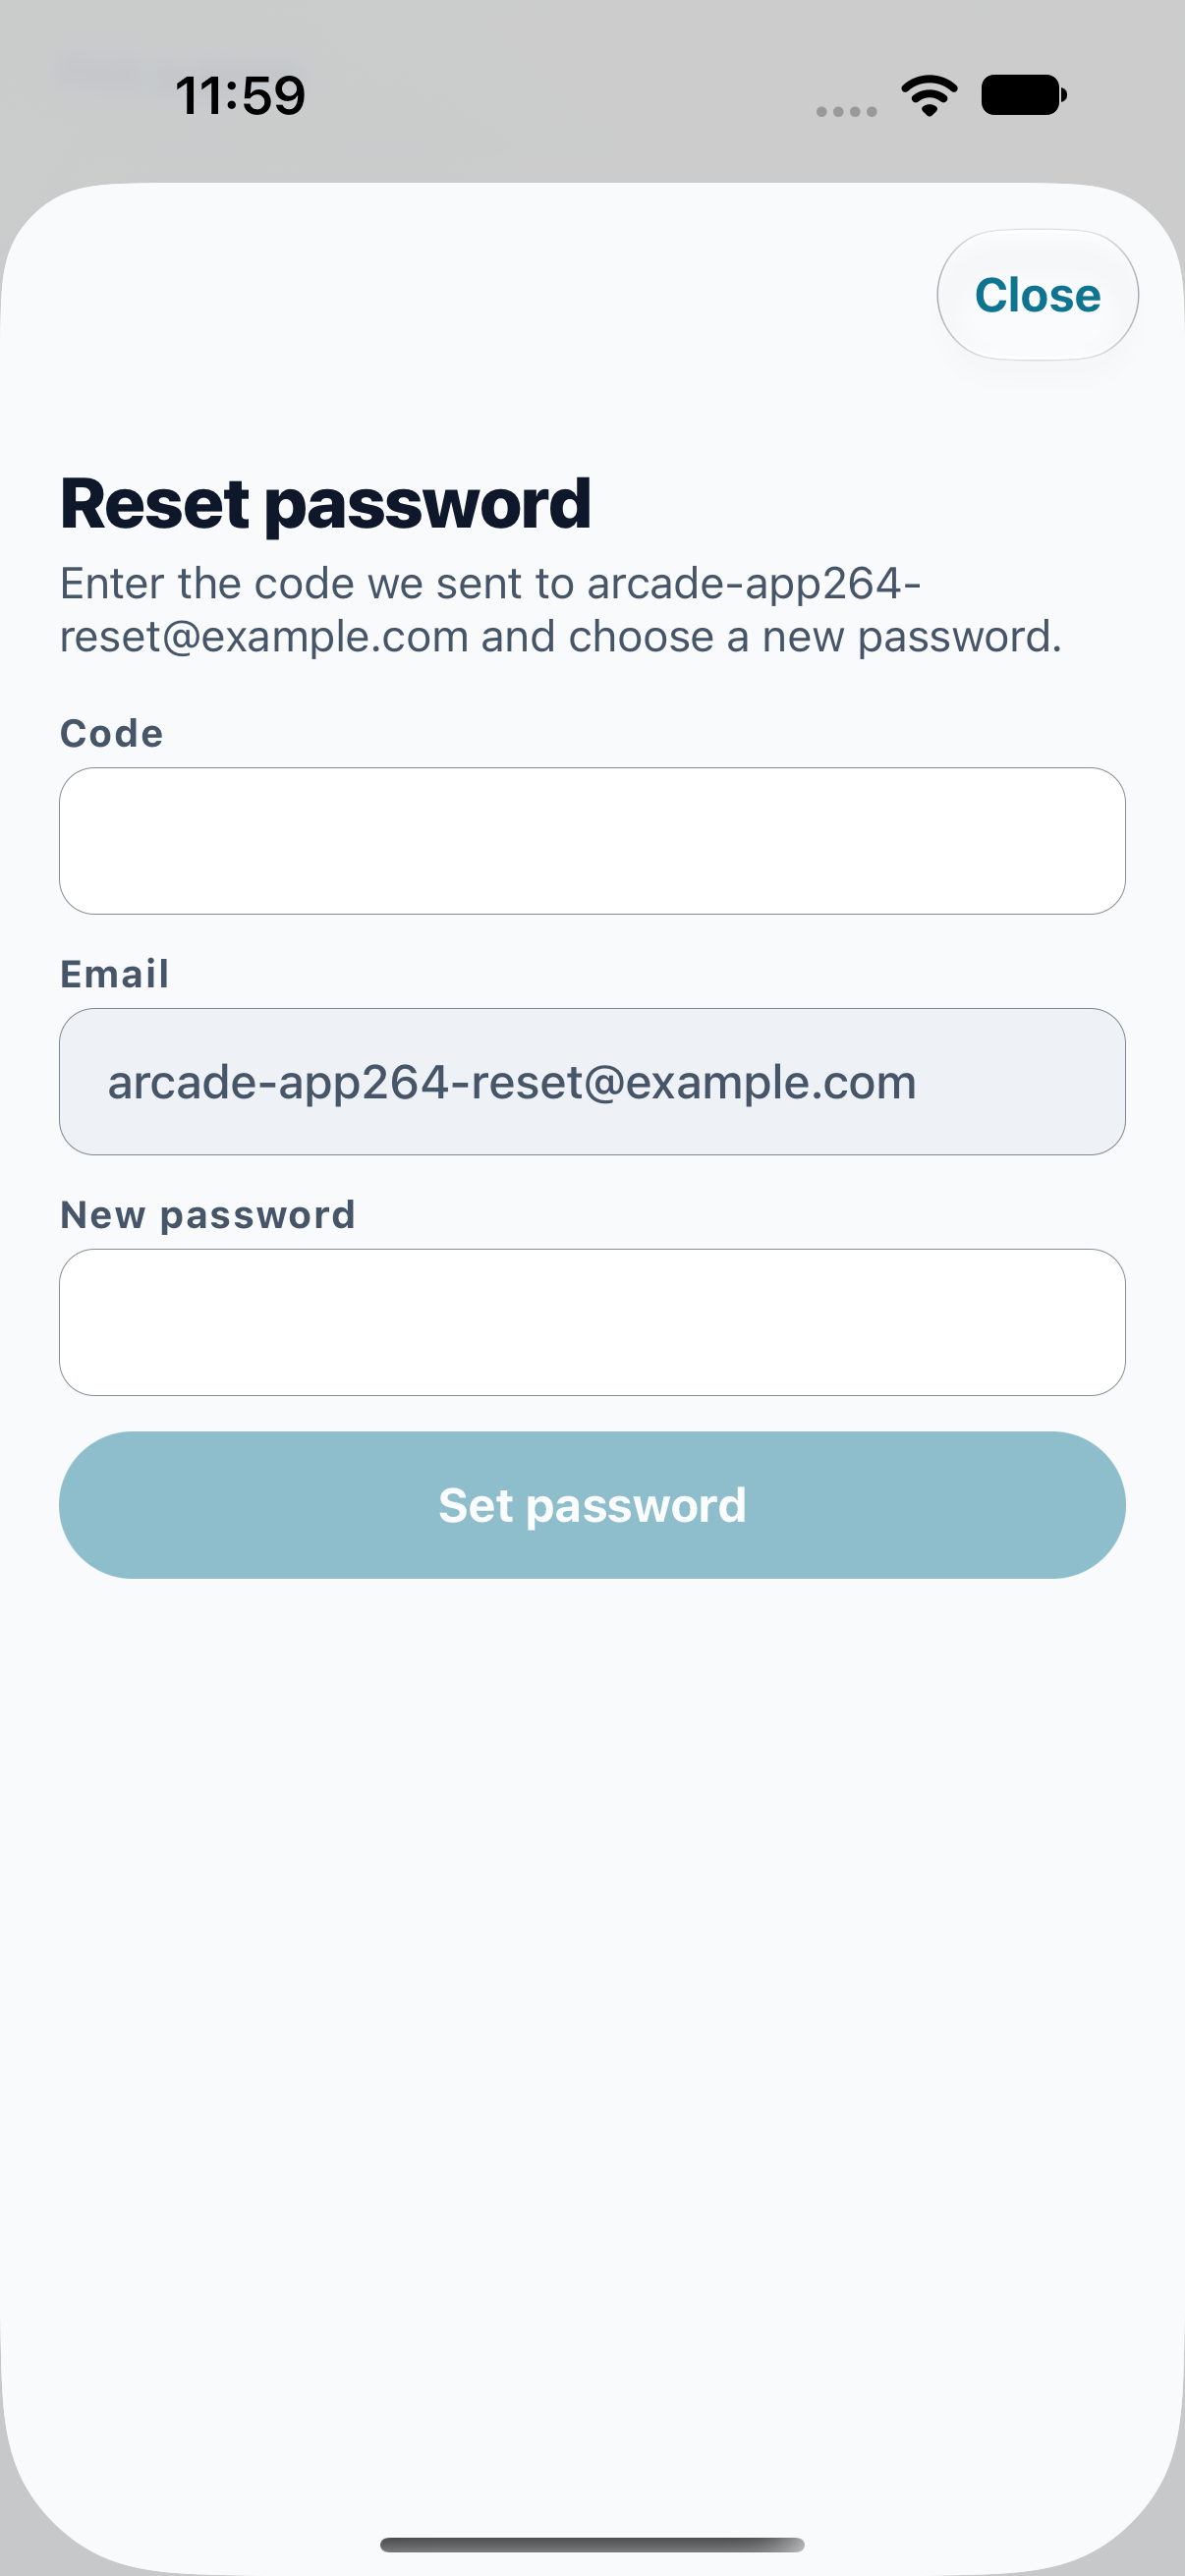 11:59
Close
Reset password
Enter the code we sent to arcade-app264-
reset@example.com and choose a new password.
Code
Email
arcade-app264-reset@example.com
New password
Set password